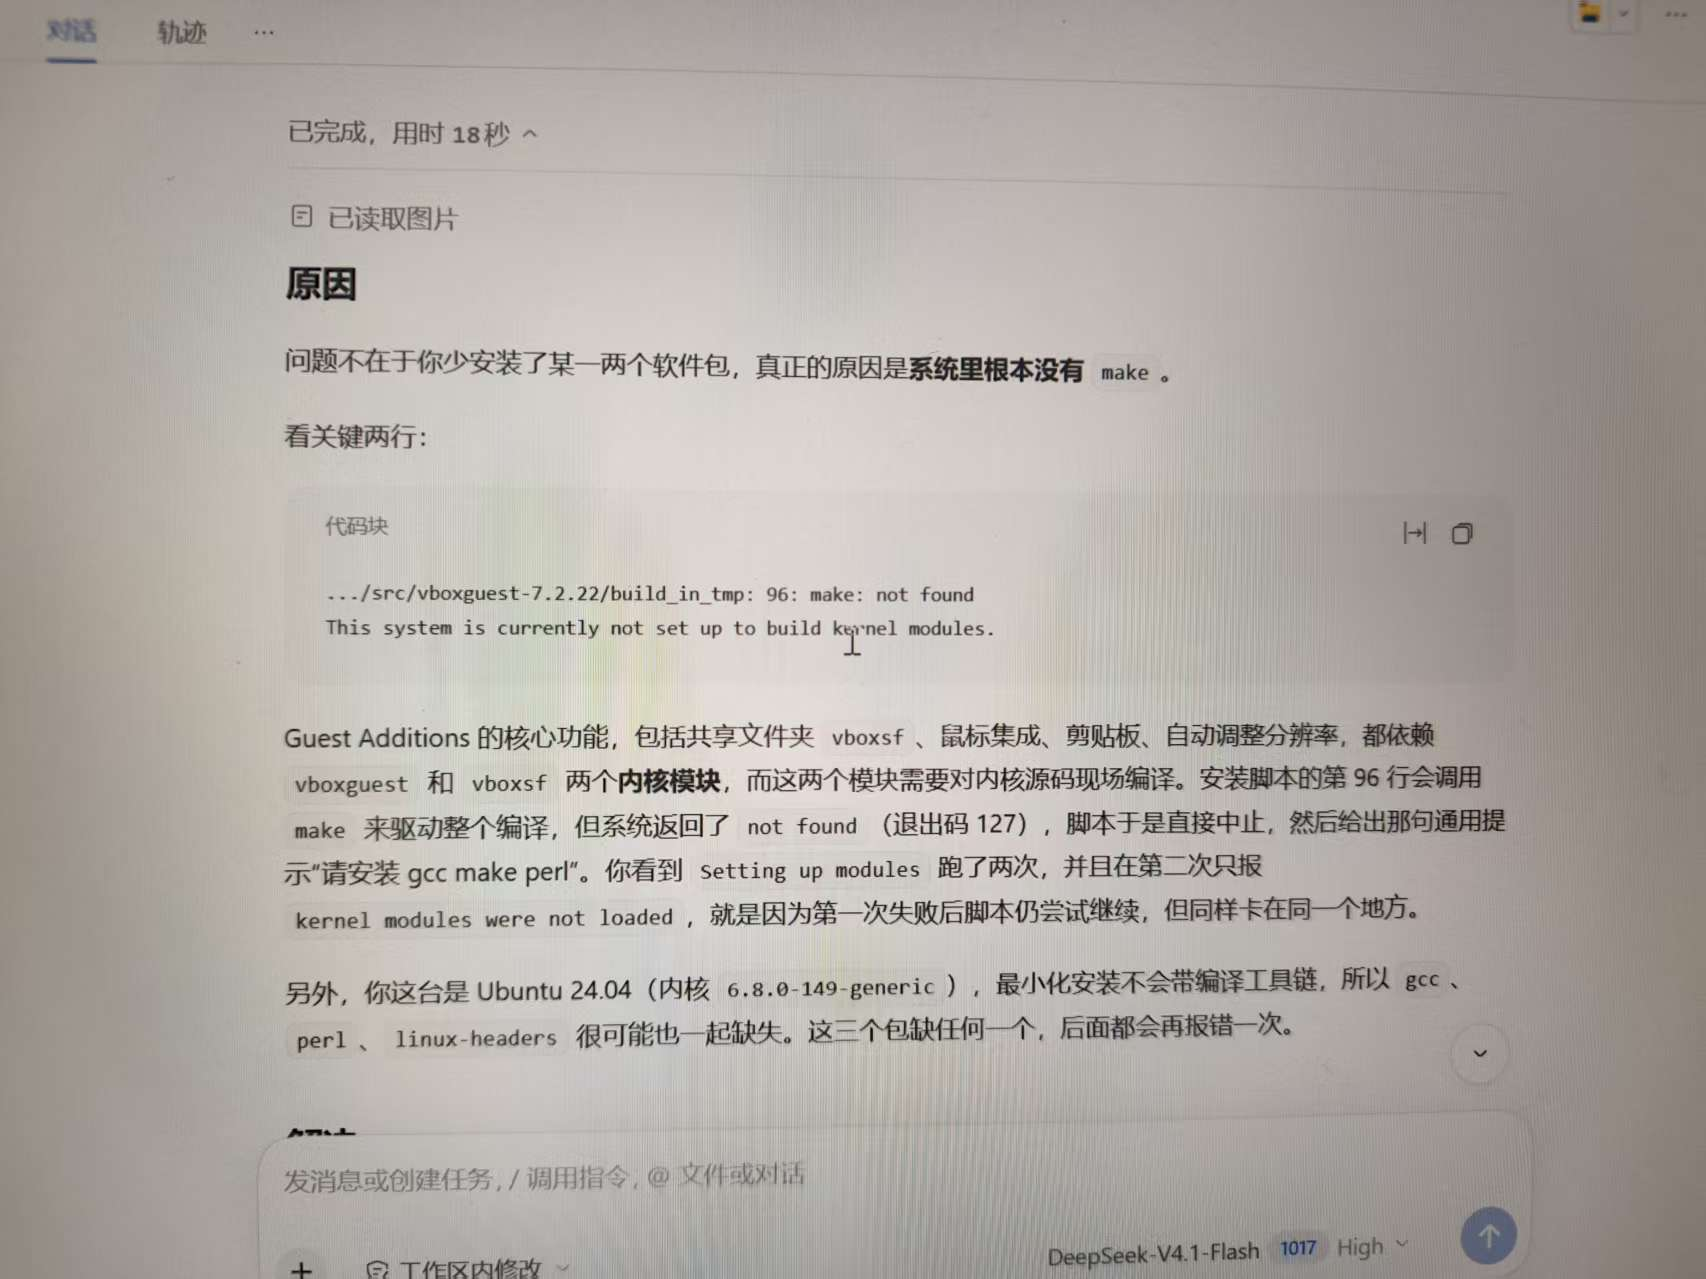 对话 轨迹 ...
已完成，用时 18秒
已读取图片
原因
问题不在于你少安装了某一两个软件包，真正的原因是系统里根本没有 make 。
看关键两行：
代码块
.../src/vboxguest-7.2.22/build_in_tmp: 96: make: not found
This system is currently not set up to build kernel modules.
Guest Additions 的核心功能，包括共享文件夹 vboxsf 、鼠标集成、剪贴板、自动调整分辨率，都依赖
vboxguest 和 vboxsf 两个内核模块，而这两个模块需要对内核源码现场编译。安装脚本的第 96 行会调用
make 来驱动整个编译，但系统返回了 not found （退出码 127），脚本于是直接中止，然后给出那句通用提
示“请安装 gcc make perl”。你看到 Setting up modules 跑了两次，并且在第二次只报
kernel modules were not loaded ，就是因为第一次失败后脚本仍尝试继续，但同样卡在同一个地方。
另外，你这台是 Ubuntu 24.04（内核 6.8.0-149-generic ），最小化安装不会带编译工具链，所以 gcc 、
perl 、 linux-headers 很可能也一起缺失。这三个包缺任何一个，后面都会再报错一次。
发消息或创建任务, / 调用指令, @ 文件或对话
工作区内修改
DeepSeek-V4.1-Flash 1017 High